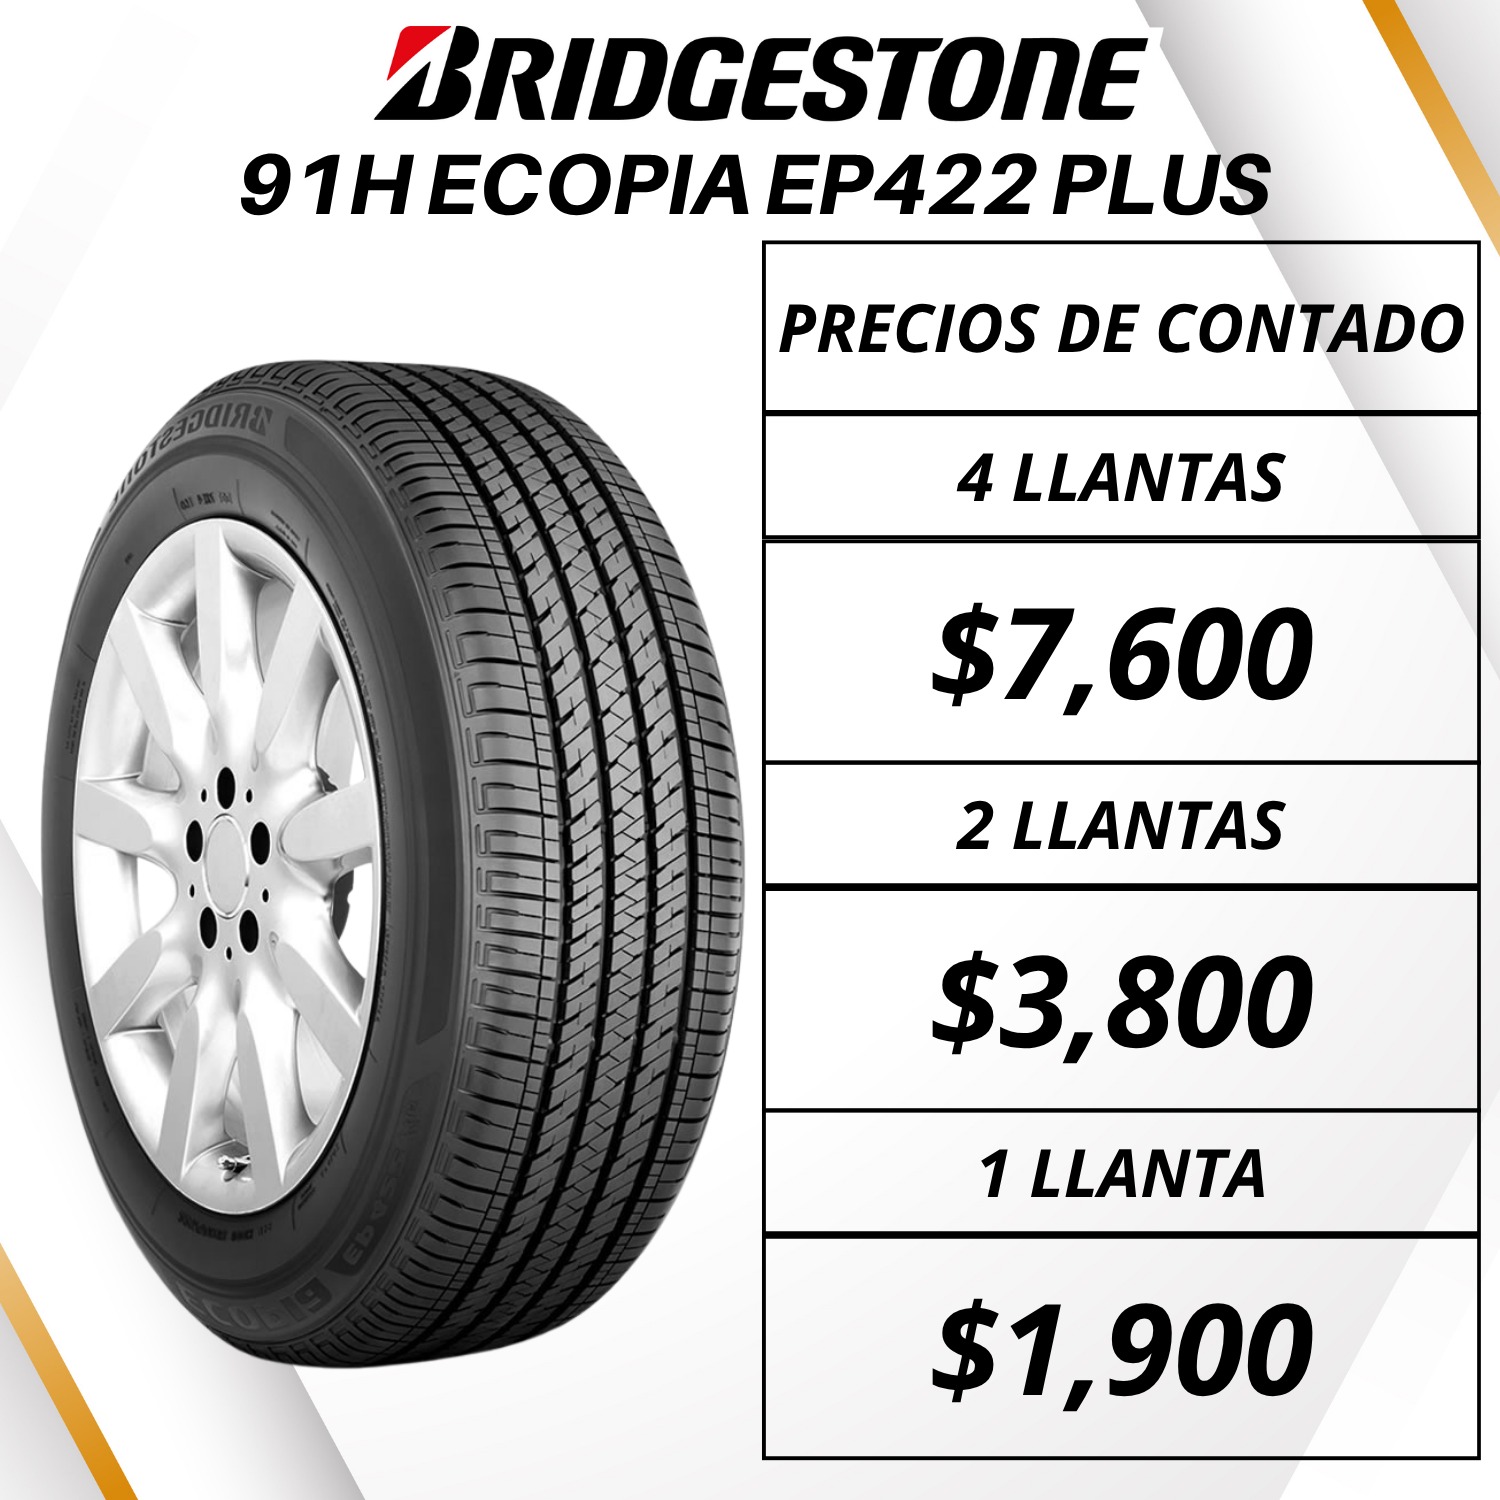 BRIDGESTONE
91H ECOPIA EP422 PLUS
PRECIOS DE CONTADO
4 LLANTAS
$7,600
2 LLANTAS
$3,800
1 LLANTA
$1,900
BRIDGESTONE